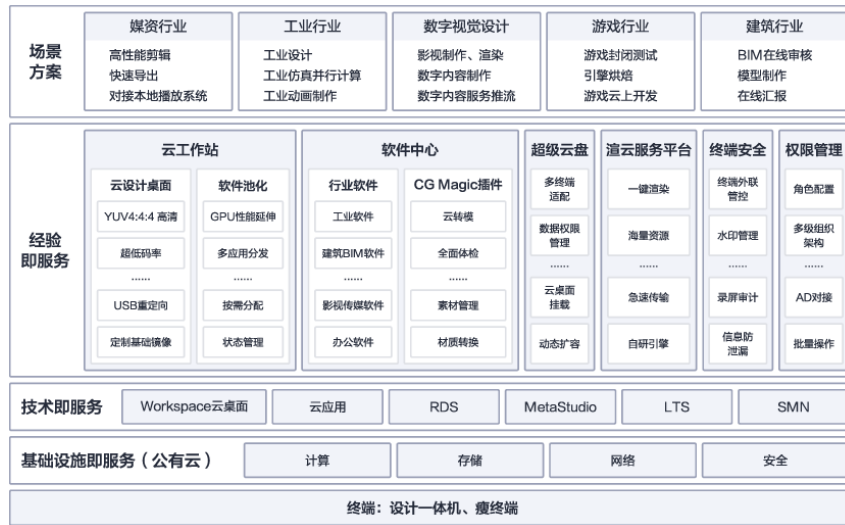 场景
方案
媒资行业
高性能剪辑
快速导出
对接本地播放系统
工业行业
工业设计
工业仿真并行计算
工业动画制作
数字视觉设计
影视制作、渲染
数字内容制作
数字内容服务推流
游戏行业
游戏封闭测试
引擎烘焙
游戏云上开发
建筑行业
BIM在线审核
模型制作
在线汇报
经验
即服务
云工作站
云设计桌面
YUV4:4:4 高清
超低码率
......
USB重定向
定制基础镜像
软件池化
GPU性能延伸
多应用分发
......
按需分配
状态管理
软件中心
行业软件
工业软件
建筑BIM软件
......
影视传媒软件
办公软件
CG Magic插件
云转模
全面体检
......
素材管理
材质转换
超级云盘
多终端
适配
数据权限
管理
......
云桌面
挂载
动态扩容
渲云服务平台
一键渲染
海量资源
......
急速传输
自研引擎
终端安全
终端外联
管控
水印管理
......
录屏审计
信息防
泄漏
权限管理
角色配置
多级组织
架构
......
AD对接
批量操作
技术即服务
Workspace云桌面
云应用
RDS
MetaStudio
LTS
SMN
基础设施即服务（公有云）
计算
存储
网络
安全
终端：设计一体机、瘦终端